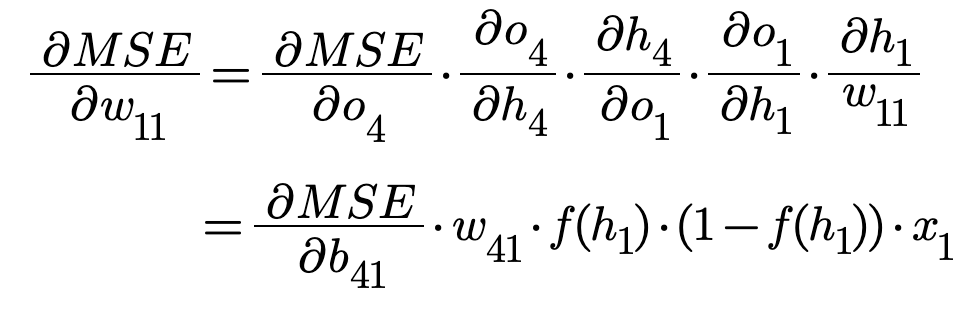 ∂MSE/∂w₁₁ = ∂MSE/∂o₄ · ∂o₄/∂h₄ · ∂h₄/∂o₁ · ∂o₁/∂h₁ · ∂h₁/w₁₁
= ∂MSE/∂b₄₁ · w₄₁ · f(h₁) · (1 − f(h₁)) · x₁